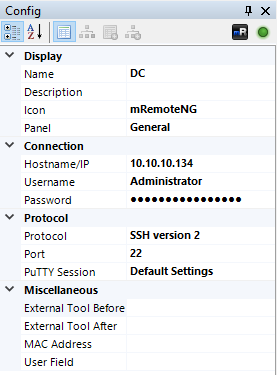 Config
Display
Name DC
Description
Icon mRemoteNG
Panel General
Connection
Hostname/IP 10.10.10.134
Username Administrator
Password ●●●●●●●●●●●●●●●●
Protocol
Protocol SSH version 2
Port 22
PuTTY Session Default Settings
Miscellaneous
External Tool Before
External Tool After
MAC Address
User Field